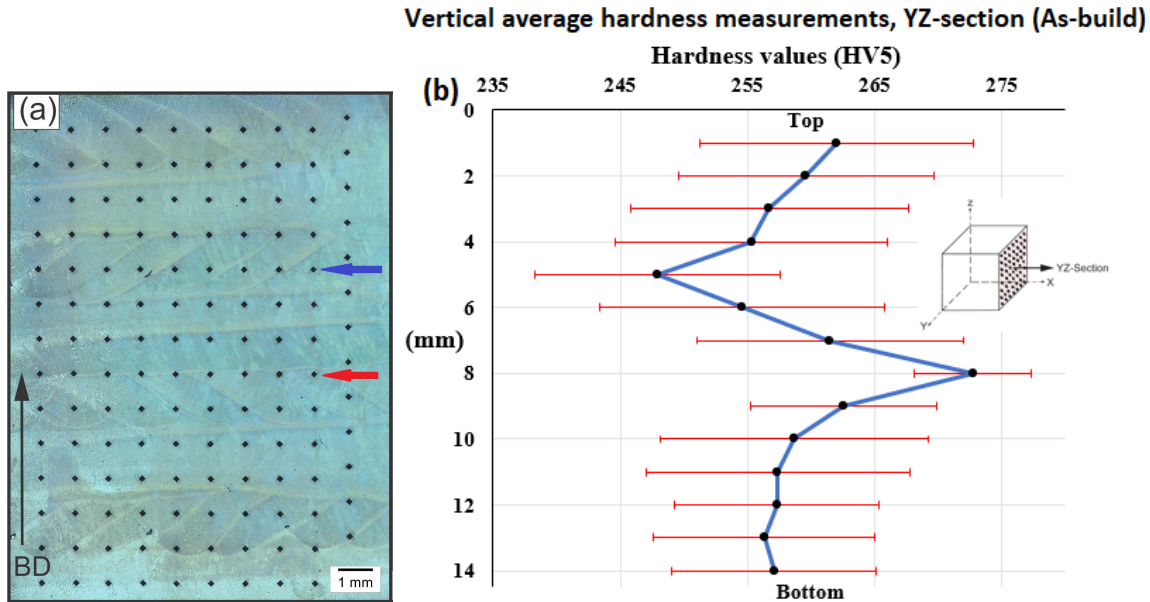 Vertical average hardness measurements, YZ-section (As-build)
Hardness values (HV5)
(a)
(b)
235 245 255 265 275
0
Top
2
4
Z
YZ-Section
X
Y
6
(mm)
8
10
12
14
Bottom
BD
1 mm